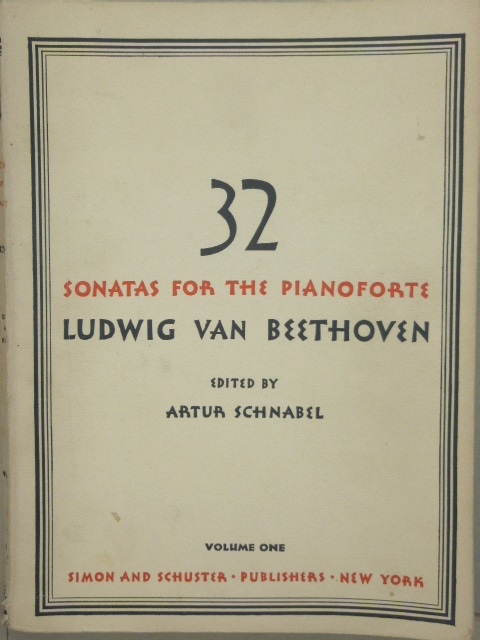 32
SONATAS FOR THE PIANOFORTE
LUDWIG VAN BEETHOVEN
EDITED BY
ARTUR SCHNABEL
VOLUME ONE
SIMON AND SCHUSTER · PUBLISHERS · NEW YORK